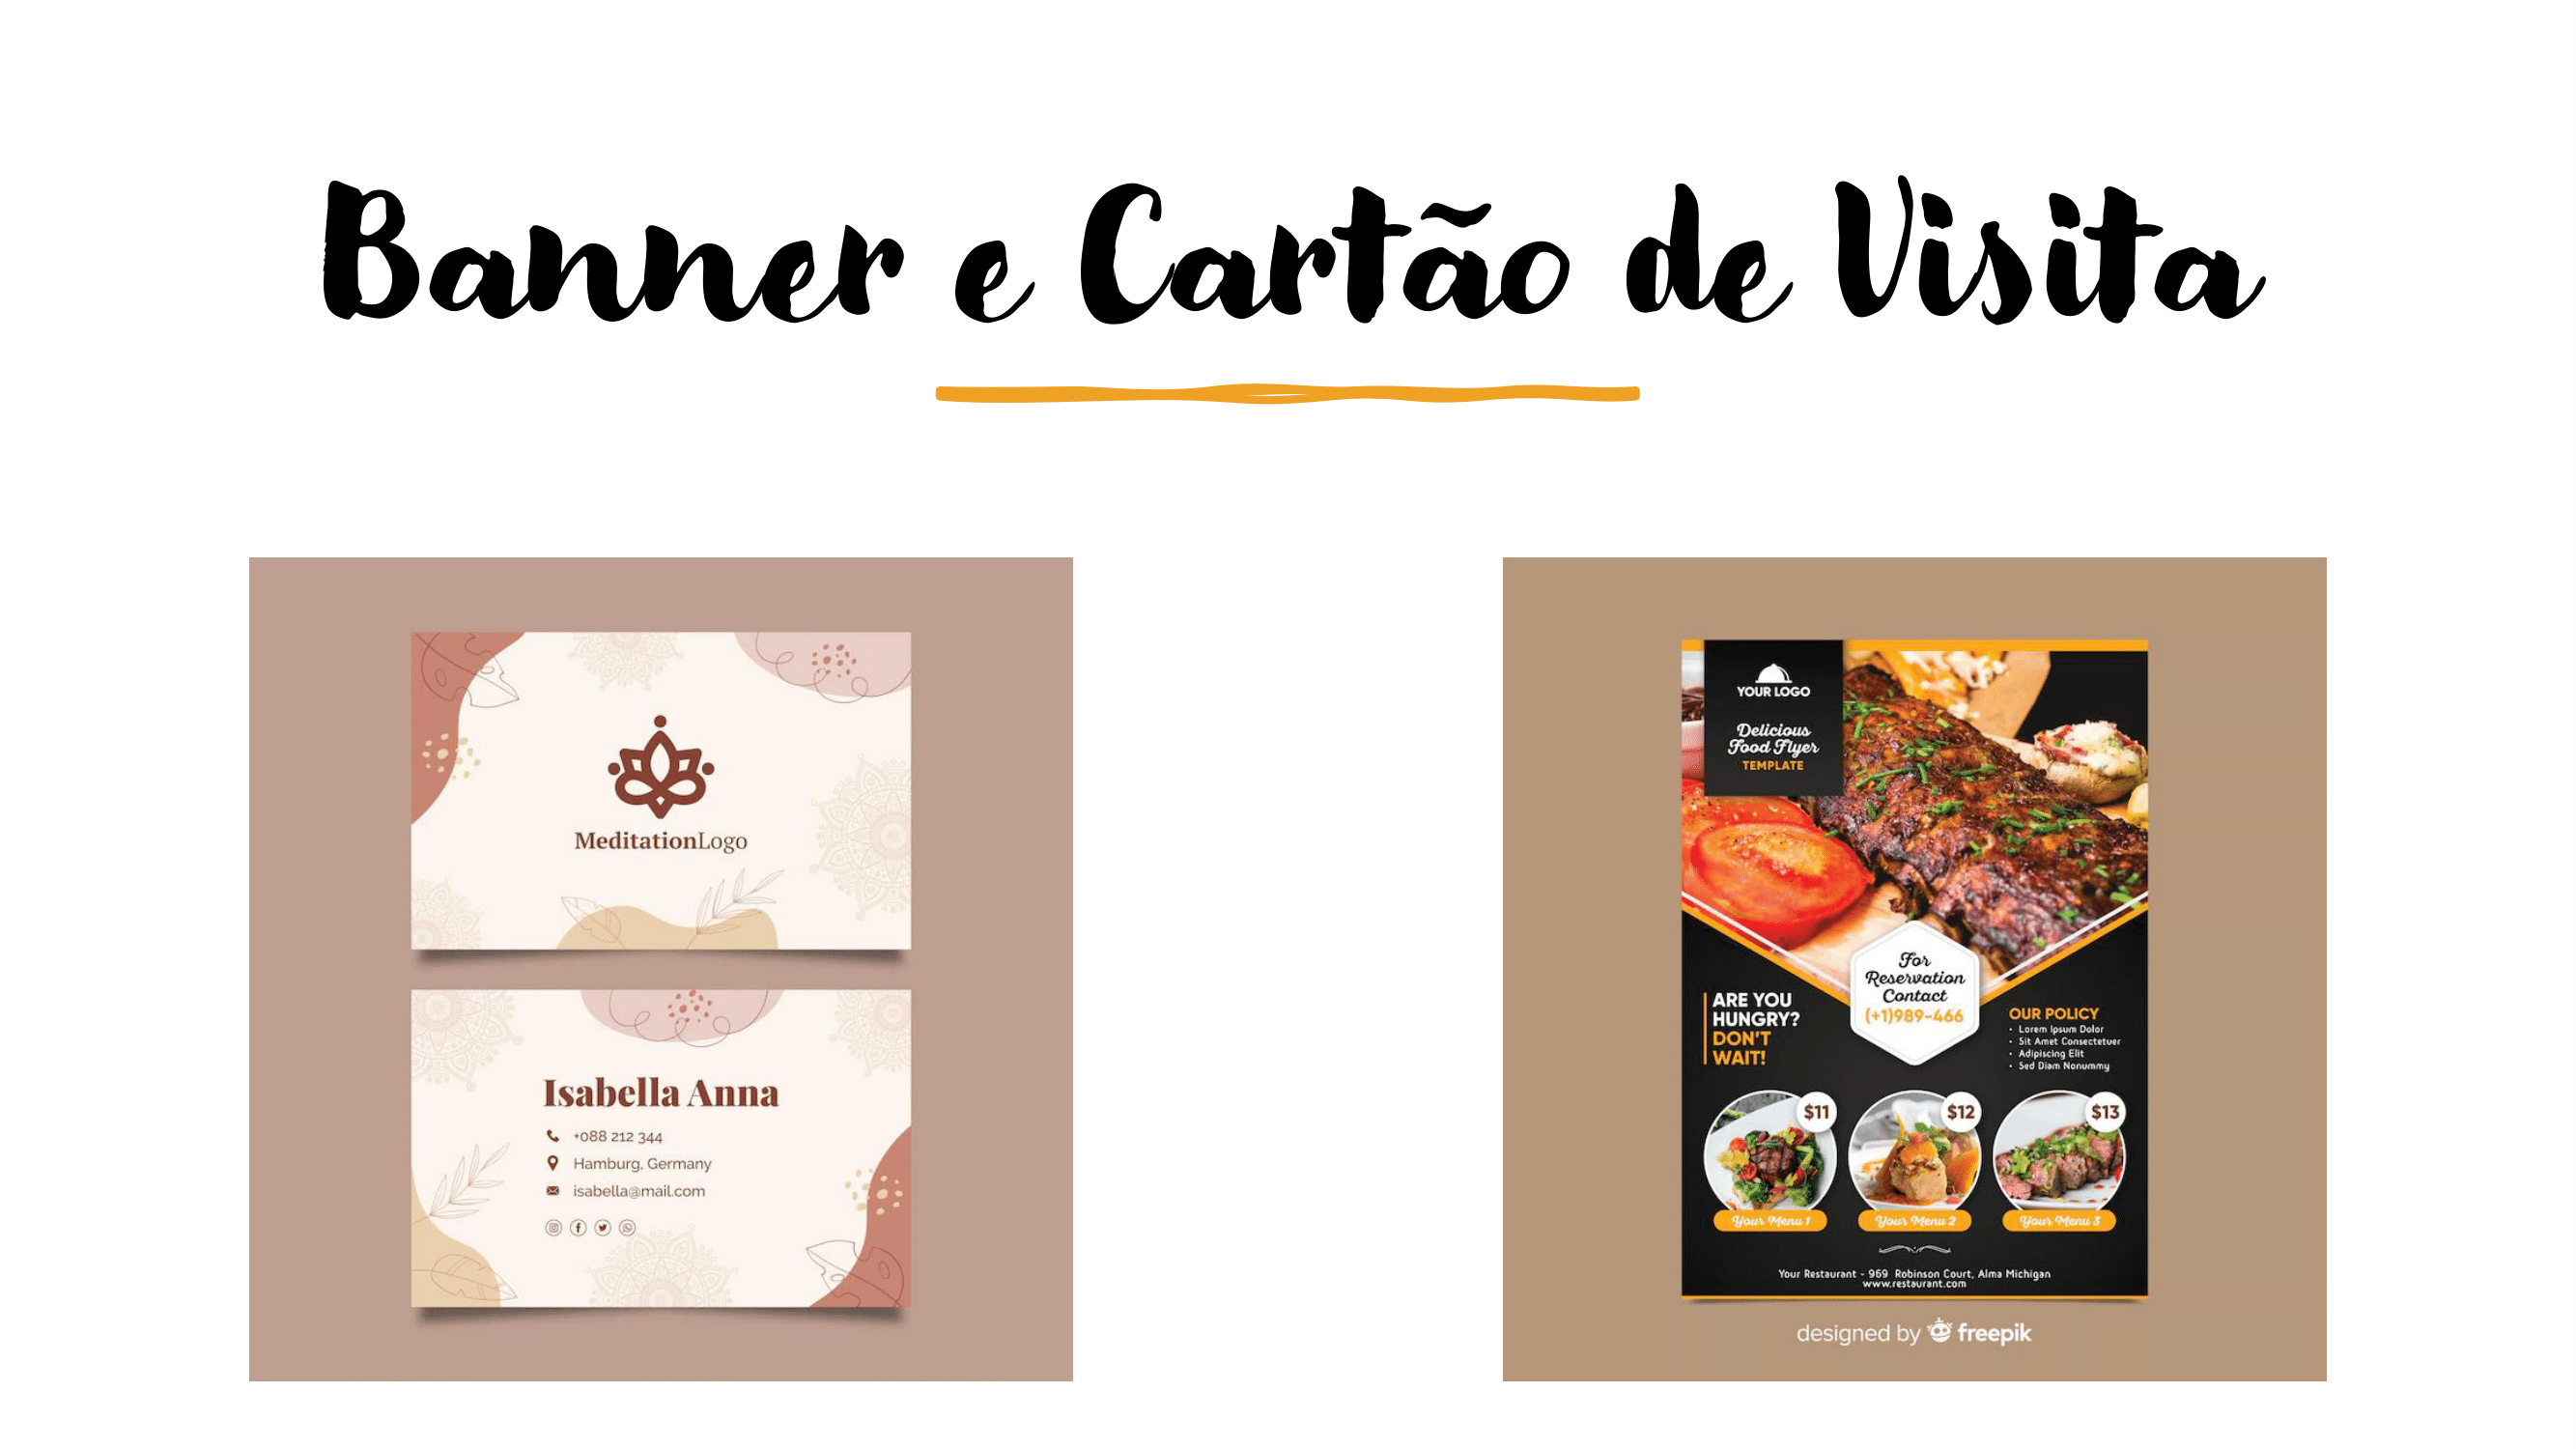 Banner e Cartão de Visita
MeditationLogo
Isabella Anna
+088 212 344
Hamburg, Germany
isabella@mail.com
YOUR LOGO
Delicious
Food Flyer
TEMPLATE
For
Reservation
Contact
(+1)989-466
ARE YOU
HUNGRY?
DON'T
WAIT!
OUR POLICY
• Lorem Ipsum Dolor
• Sit Amet Consectetuer
• Adipiscing Elit
• Sed Diam Nonummy
$11
$12
$13
Your Menu 1
Your Menu 2
Your Menu 3
Your Restaurant - 969 Robinson Court, Alma Michigan
www.restaurant.com
designed by freepik